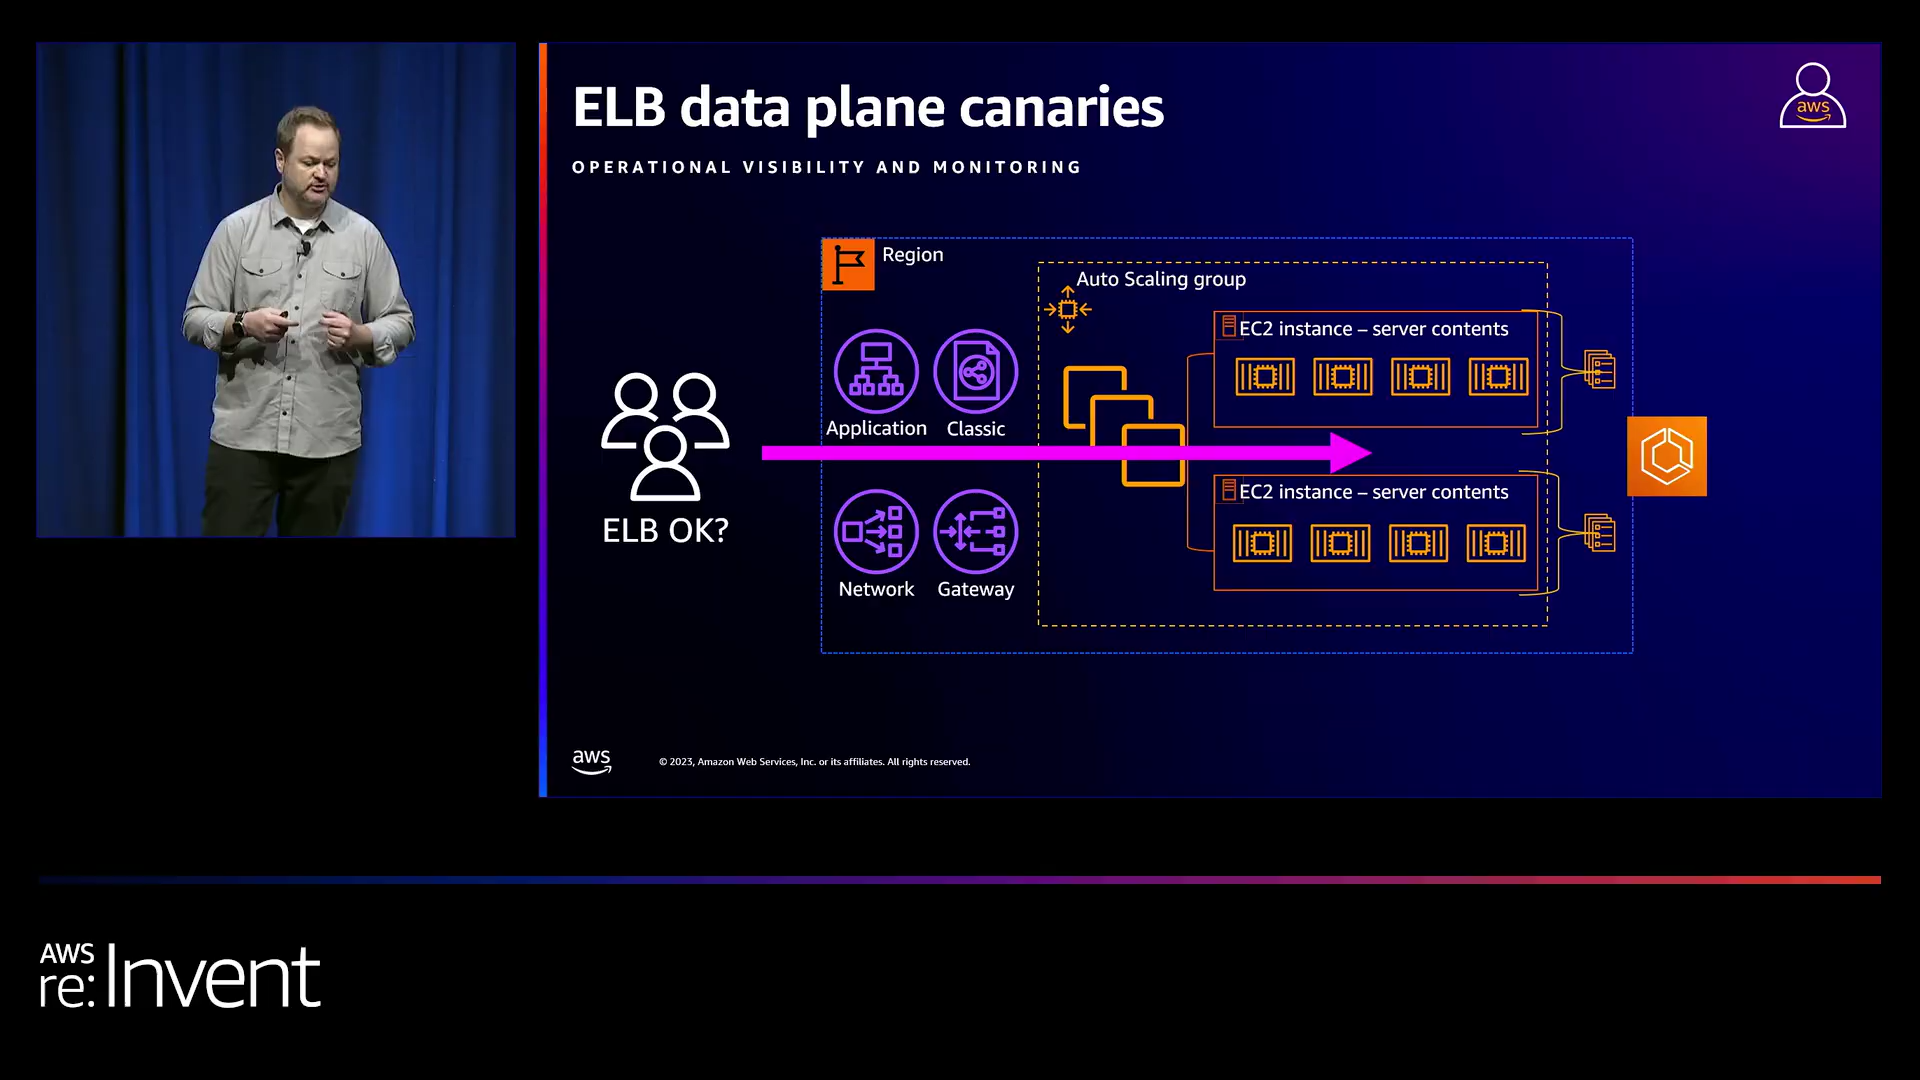 ELB data plane canaries
OPERATIONAL VISIBILITY AND MONITORING
aws
Region
Auto Scaling group
EC2 instance – server contents
Application
Classic
ELB OK?
EC2 instance – server contents
Network
Gateway
aws
© 2023, Amazon Web Services, Inc. or its affiliates. All rights reserved.
AWS
re:Invent